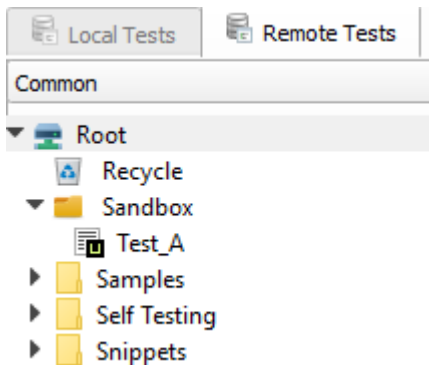 Local Tests Remote Tests
Common
Root
Recycle
Sandbox
Test_A
Samples
Self Testing
Snippets